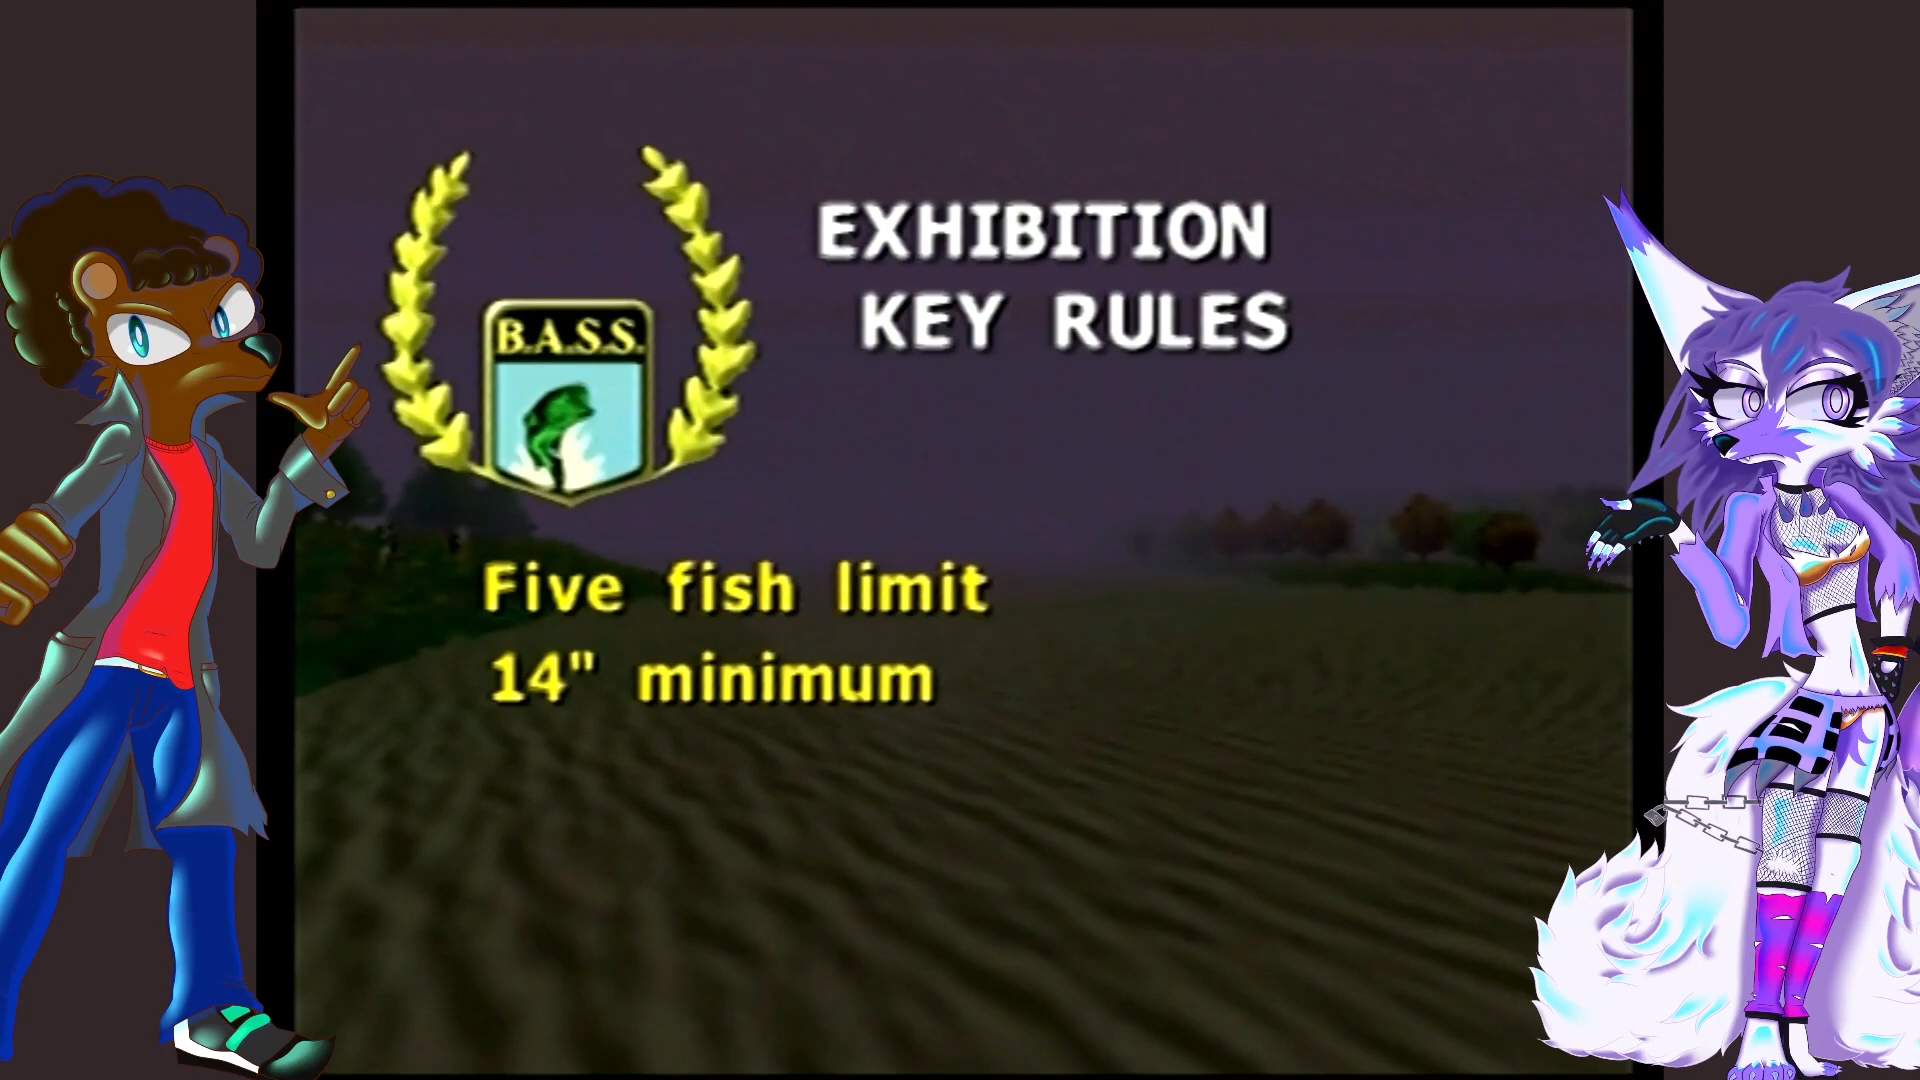 EXHIBITION
KEY RULES
B.A.S.S.
Five fish limit
14" minimum